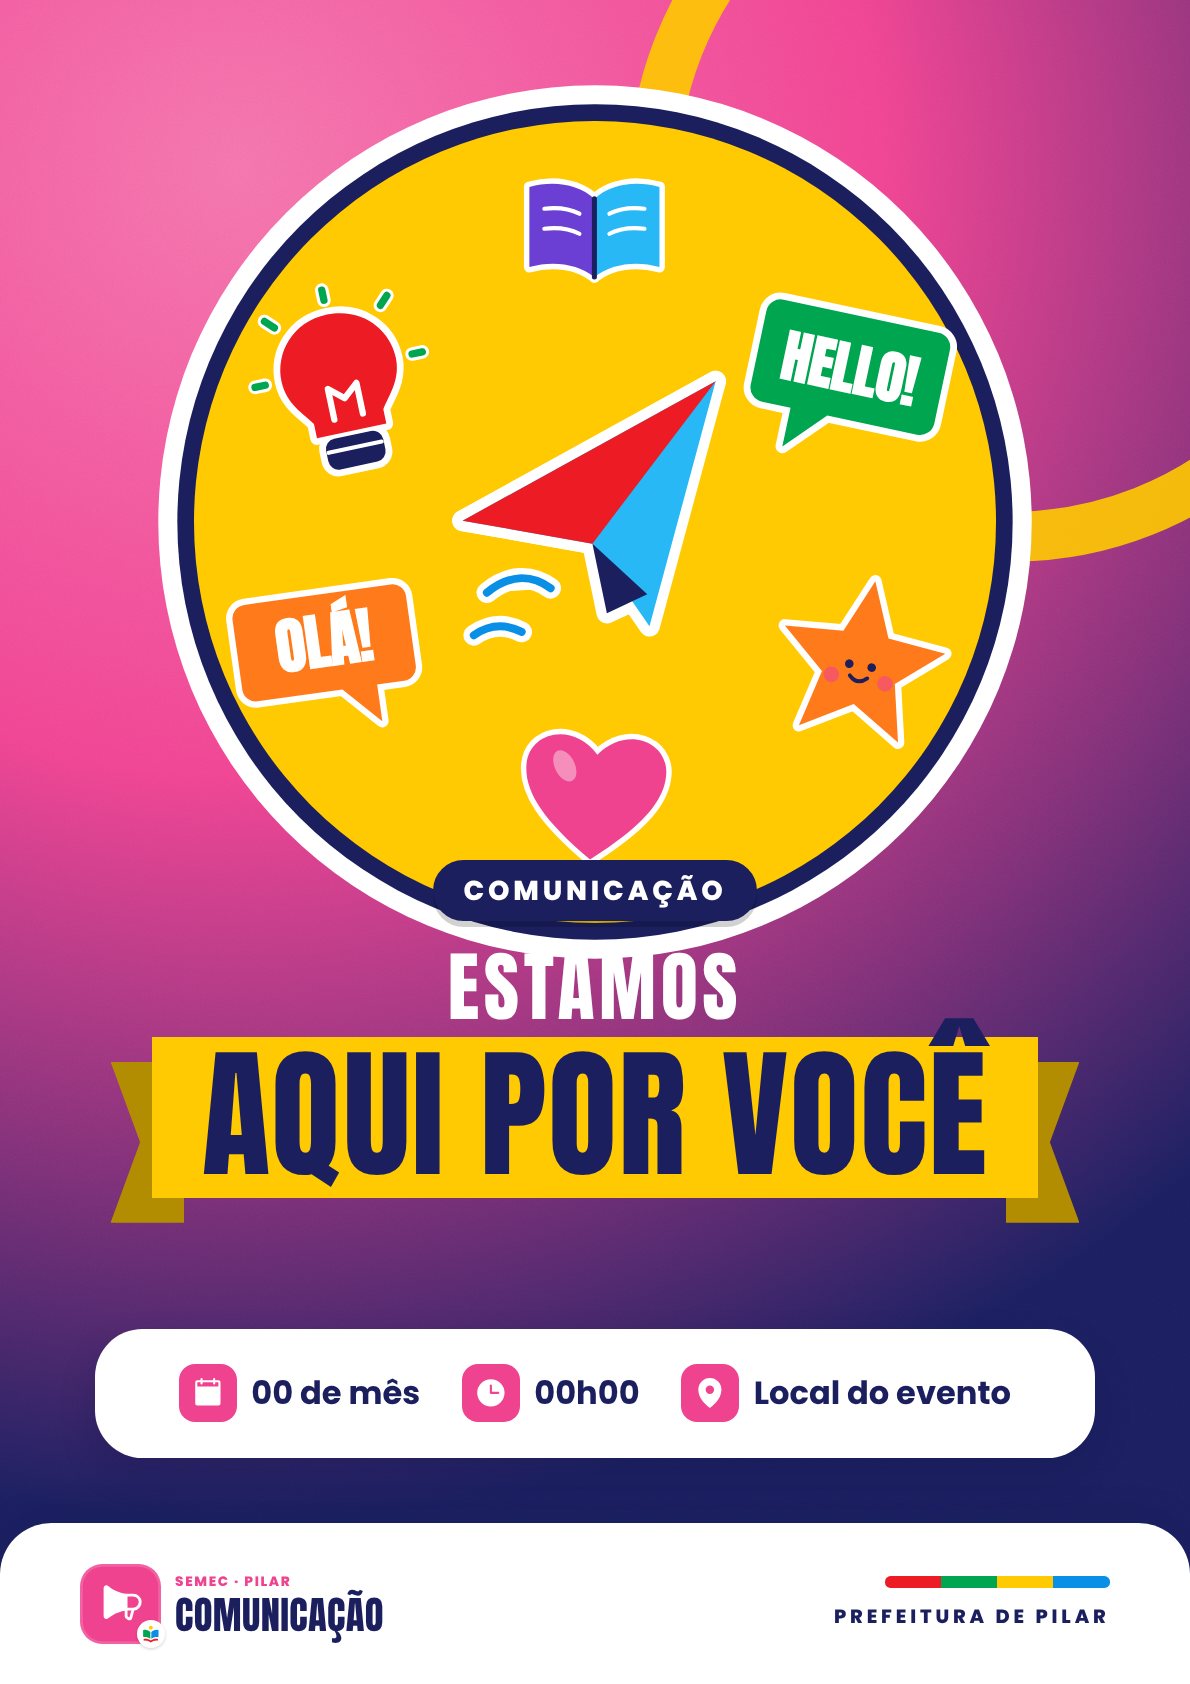 HELLO!
OLÁ!
COMUNICAÇÃO
ESTAMOS
AQUI POR VOCÊ
00 de mês
00h00
Local do evento
SEMEC · PILAR
COMUNICAÇÃO
PREFEITURA DE PILAR